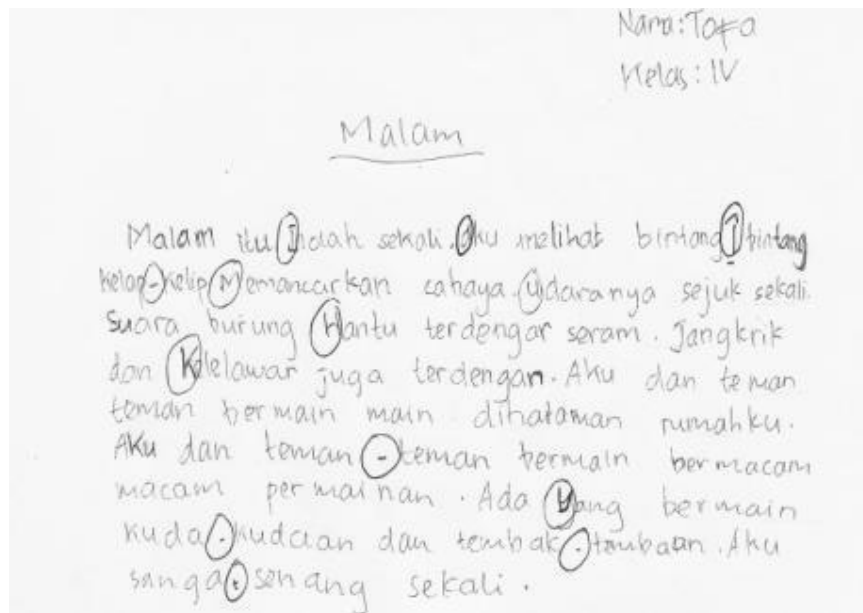 Nama: Tofa
Kelas: IV
Malam
Malam itu Indah sekali. Aku melihat bintang bintang
kelap-kelip Memancarkan cahaya. Udaranya sejuk sekali.
Suara burung Hantu terdengar seram. Jangkrik
dan Kelelawar juga terdengan. Aku dan teman
teman bermain main dihalaman rumahku.
Aku dan teman-teman bermain bermacam
macam permainan. Ada Yang bermain
kuda-kudaan dan tembak-tembaan. Aku
senang sekali.